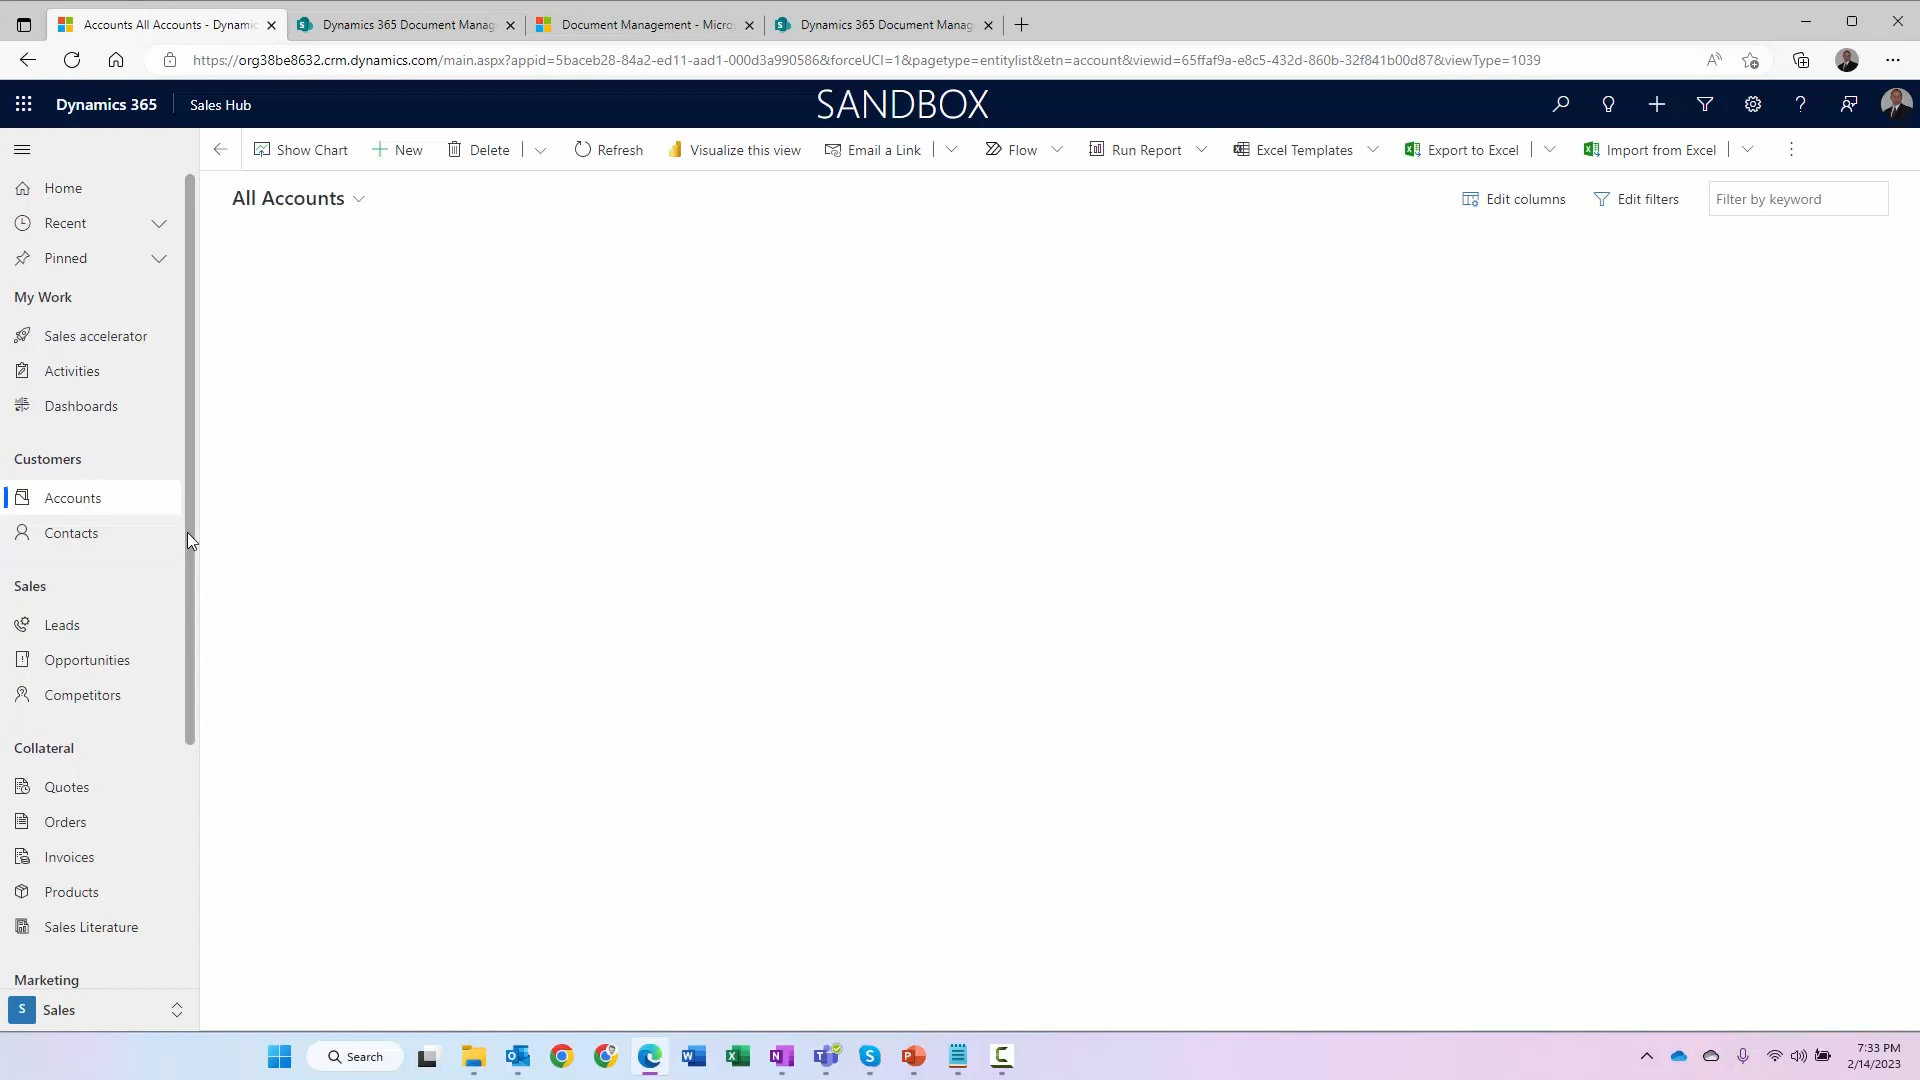 Accounts All Accounts - Dynamic
Dynamics 365 Document Manag
Document Management - Micro
Dynamics 365 Document Manag
https://org38be8632.crm.dynamics.com/main.aspx?appid=5baceb28-84a2-ed11-aad1-000d3a990586&forceUCI=1&pagetype=entitylist&etn=account&viewid=65ffaf9a-e8c5-432d-860b-32f841b00d87&viewType=1039
Dynamics 365
Sales Hub
SANDBOX
Show Chart
New
Delete
Refresh
Visualize this view
Email a Link
Flow
Run Report
Excel Templates
Export to Excel
Import from Excel
Home
Recent
Pinned
My Work
Sales accelerator
Activities
Dashboards
Customers
Accounts
Contacts
Sales
Leads
Opportunities
Competitors
Collateral
Quotes
Orders
Invoices
Products
Sales Literature
Marketing
S
Sales
All Accounts
Edit columns
Edit filters
Filter by keyword
Search
7:33 PM
2/14/2023